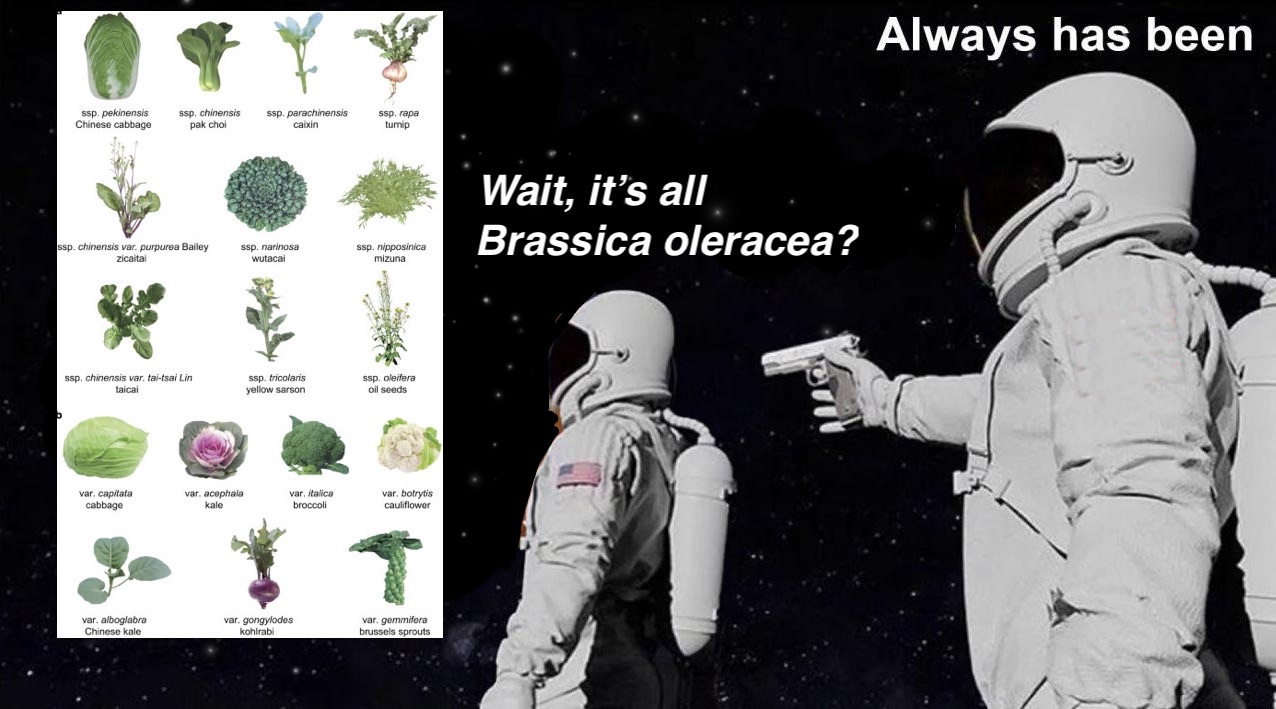 Always has been
Wait, it's all
Brassica oleracea?
ssp. pekinensis
Chinese cabbage
ssp. chinensis
pak choi
ssp. parachinensis
caixin
ssp. rapa
turnip
ssp. chinensis var. purpurea Bailey
zicaitai
ssp. narinosa
wutacai
ssp. nipposinica
mizuna
ssp. chinensis var. tai-tsai Lin
taicai
ssp. tricolaris
yellow sarson
ssp. oleifera
oil seeds
b
var. capitata
cabbage
var. acephala
kale
var. italica
broccoli
var. botrytis
cauliflower
var. alboglabra
Chinese kale
var. gongylodes
kohlrabi
var. gemmifera
brussels sprouts